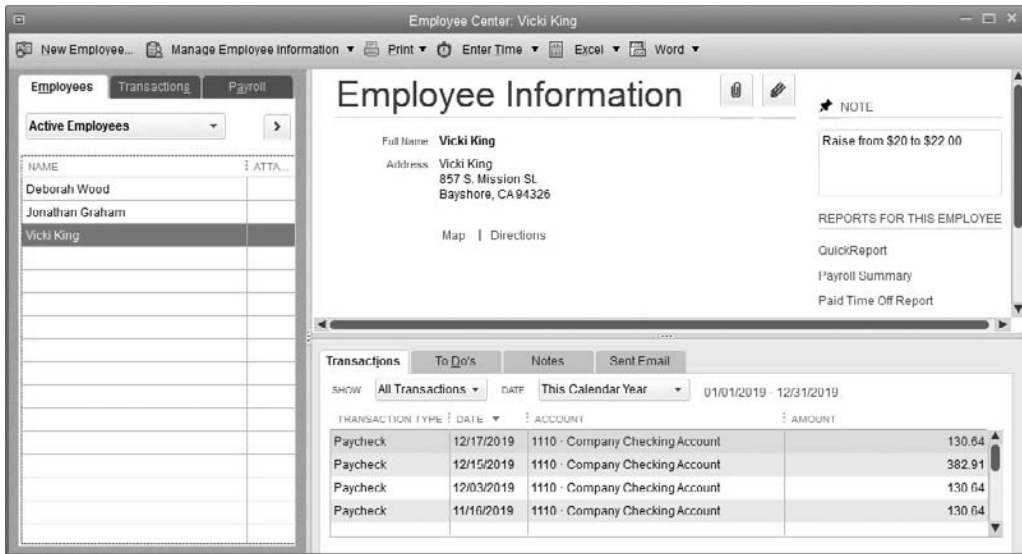 Employee Center: Vicki King
New Employee... Manage Employee Information Print Enter Time Excel Word
Employees Transactions Payroll
Active Employees
NAME ATTA...
Deborah Wood
Jonathan Graham
Vicki King
Employee Information
Full Name Vicki King
Address Vicki King
857 S. Mission St.
Bayshore, CA 94326
Map | Directions
NOTE
Raise from $20 to $22.00
REPORTS FOR THIS EMPLOYEE
QuickReport
Payroll Summary
Paid Time Off Report
Transactions To Do's Notes Sent Email
SHOW All Transactions DATE This Calendar Year 01/01/2019 - 12/31/2019
TRANSACTION TYPE DATE ACCOUNT AMOUNT
Paycheck 12/17/2019 1110 · Company Checking Account 130.64
Paycheck 12/15/2019 1110 · Company Checking Account 382.91
Paycheck 12/03/2019 1110 · Company Checking Account 130.64
Paycheck 11/16/2019 1110 · Company Checking Account 130.64